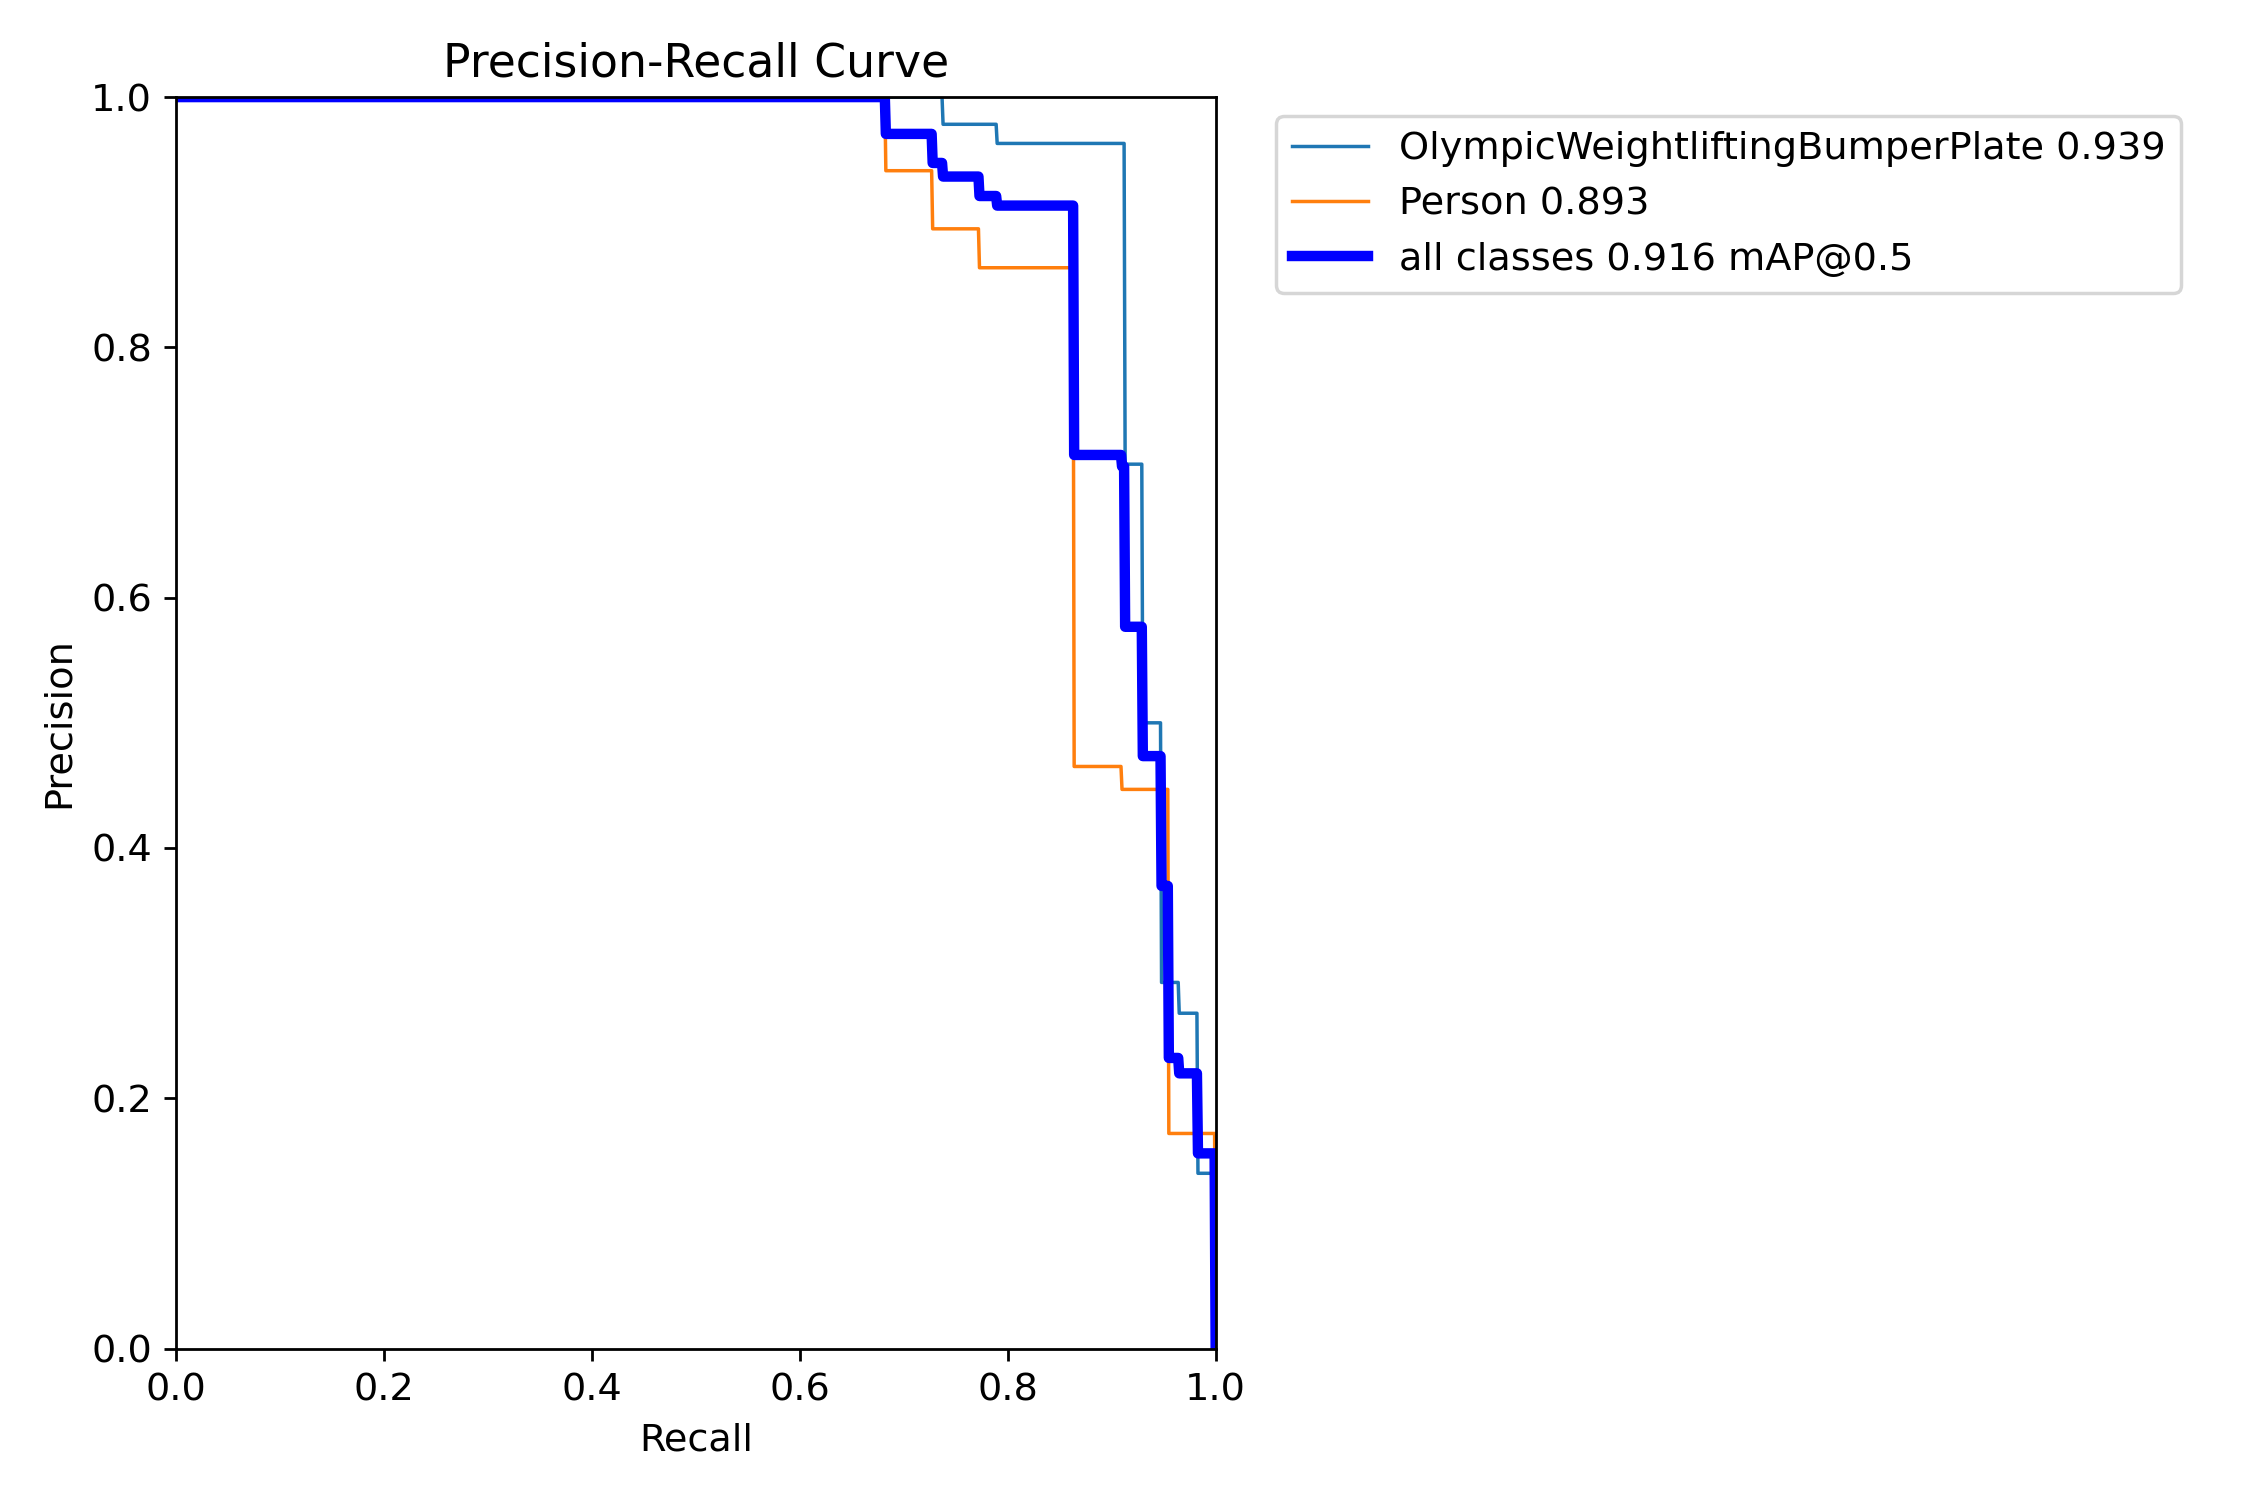 Precision-Recall Curve
1.0
0.8
0.6
0.4
0.2
0.0
Precision
0.0 0.2 0.4 0.6 0.8 1.0
Recall
OlympicWeightliftingBumperPlate 0.939
Person 0.893
all classes 0.916 mAP@0.5